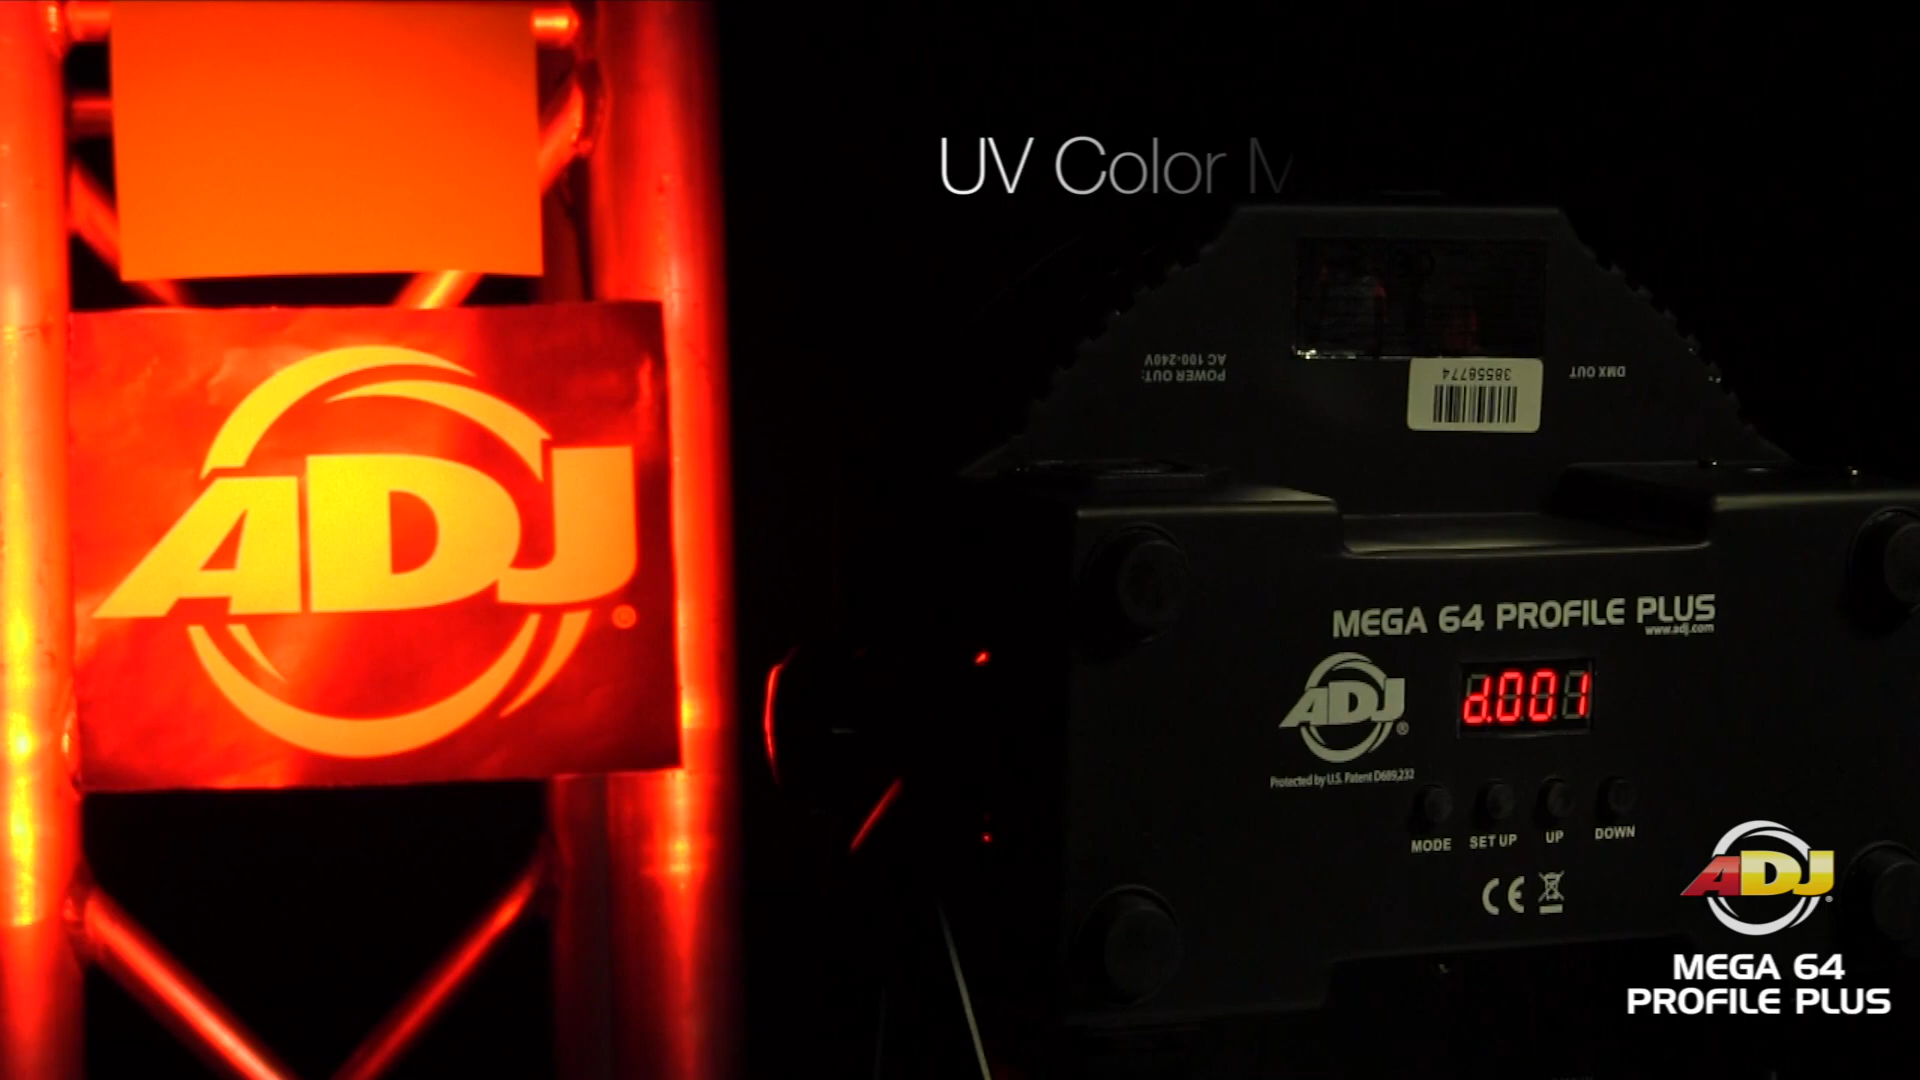 UV Color M
POWER OUT:
AC 100-240V
DMX OUT
38558774
ADJ
®
MEGA 64 PROFILE PLUS
www.adj.com
ADJ
®
d.001
Protected by U.S. Patent D689,232
MODE
SET UP
UP
DOWN
CE
ADJ
®
MEGA 64
PROFILE PLUS